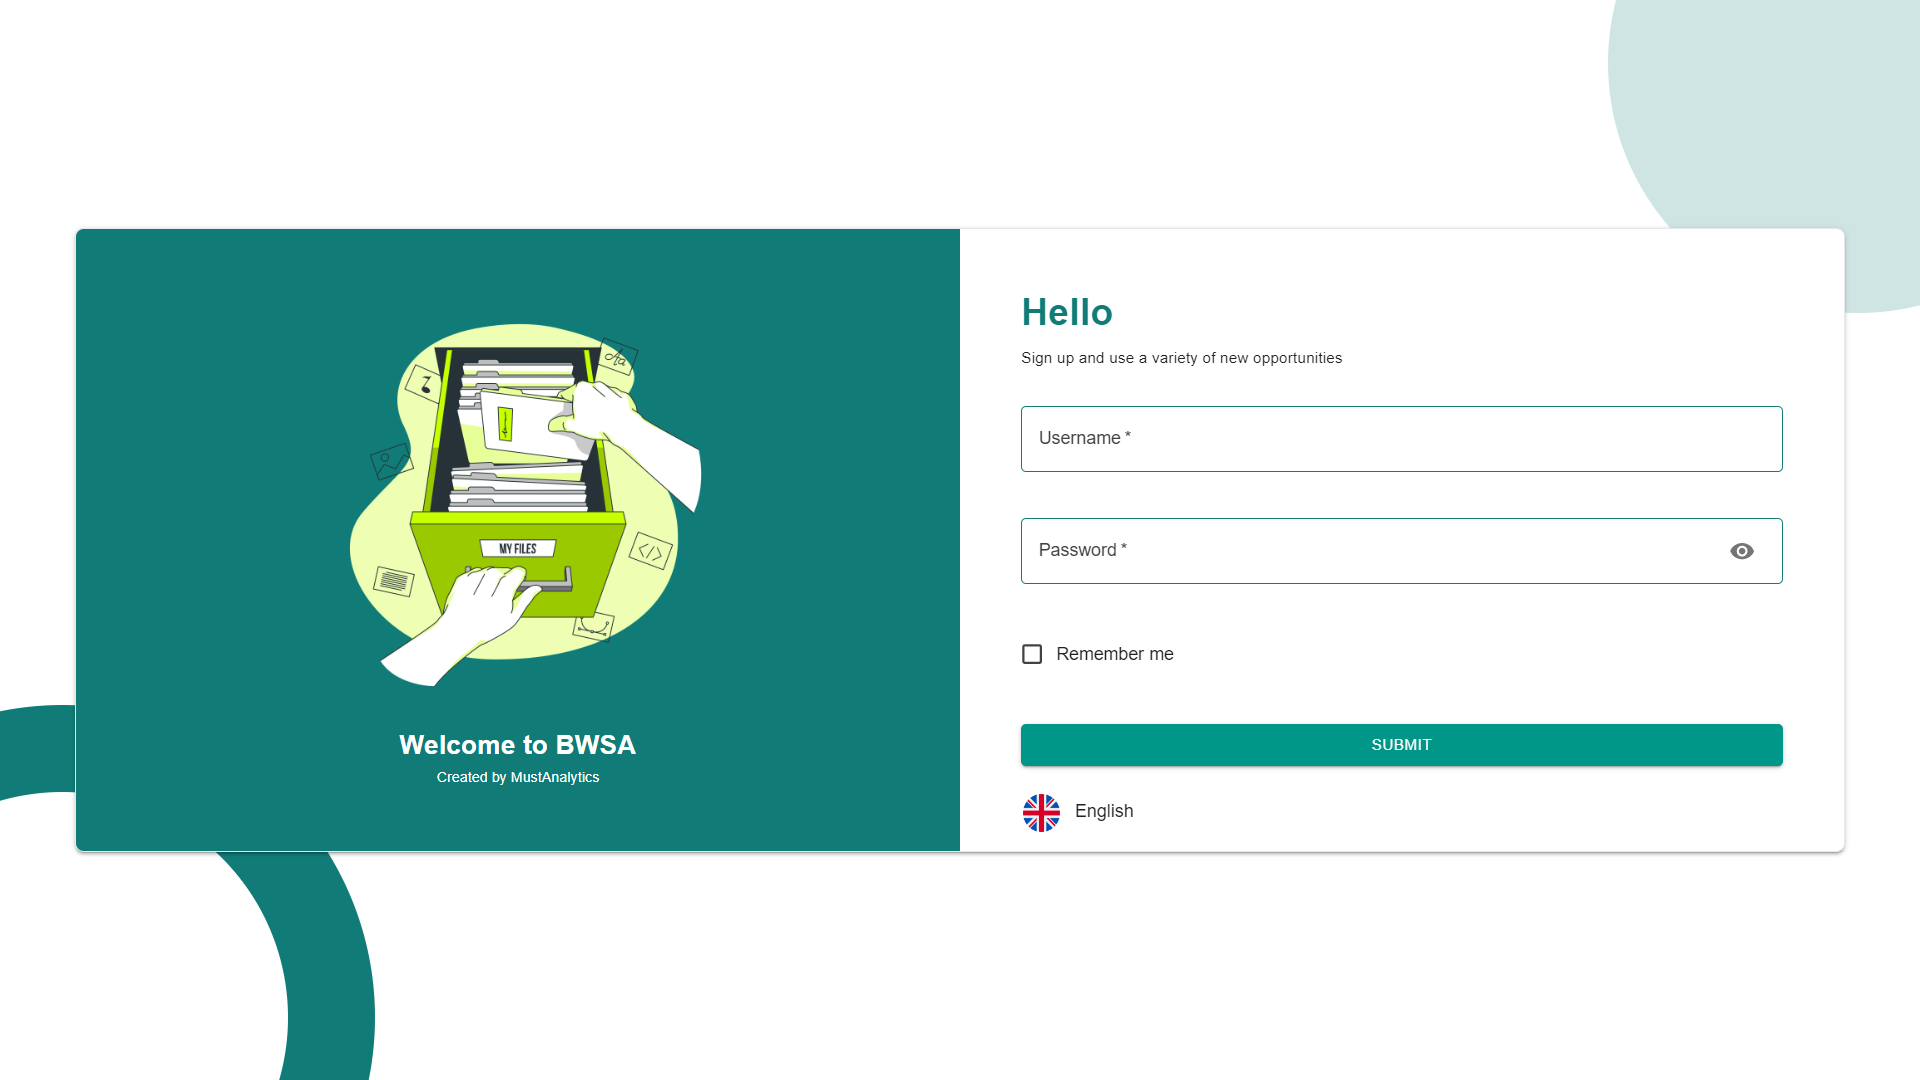 MY FILES
Welcome to BWSA
Created by MustAnalytics
Hello
Sign up and use a variety of new opportunities
Username *
Password *
Remember me
SUBMIT
English